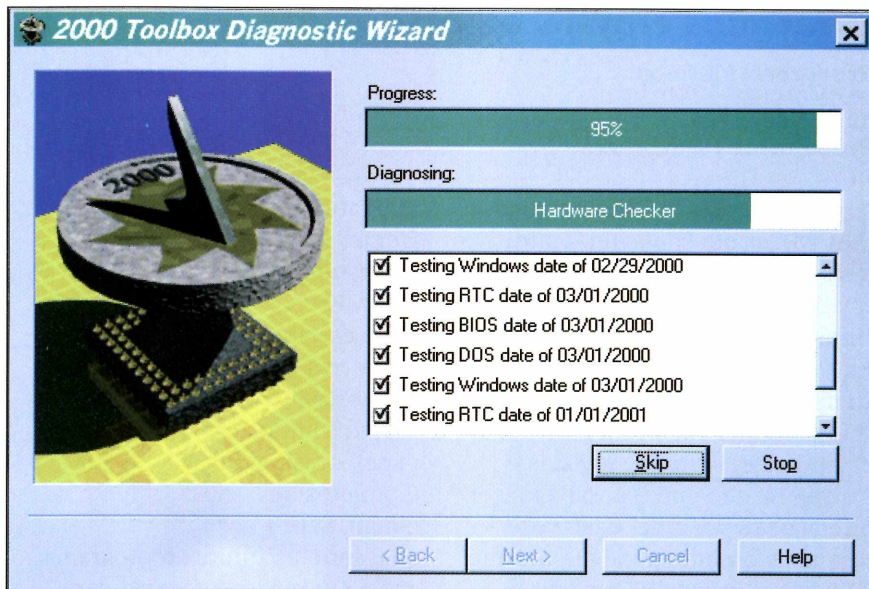 2000 Toolbox Diagnostic Wizard
2000
Progress:
95%
Diagnosing:
Hardware Checker
Testing Windows date of 02/29/2000
Testing RTC date of 03/01/2000
Testing BIOS date of 03/01/2000
Testing DOS date of 03/01/2000
Testing Windows date of 03/01/2000
Testing RTC date of 01/01/2001
Skip
Stop
< Back
Next >
Cancel
Help